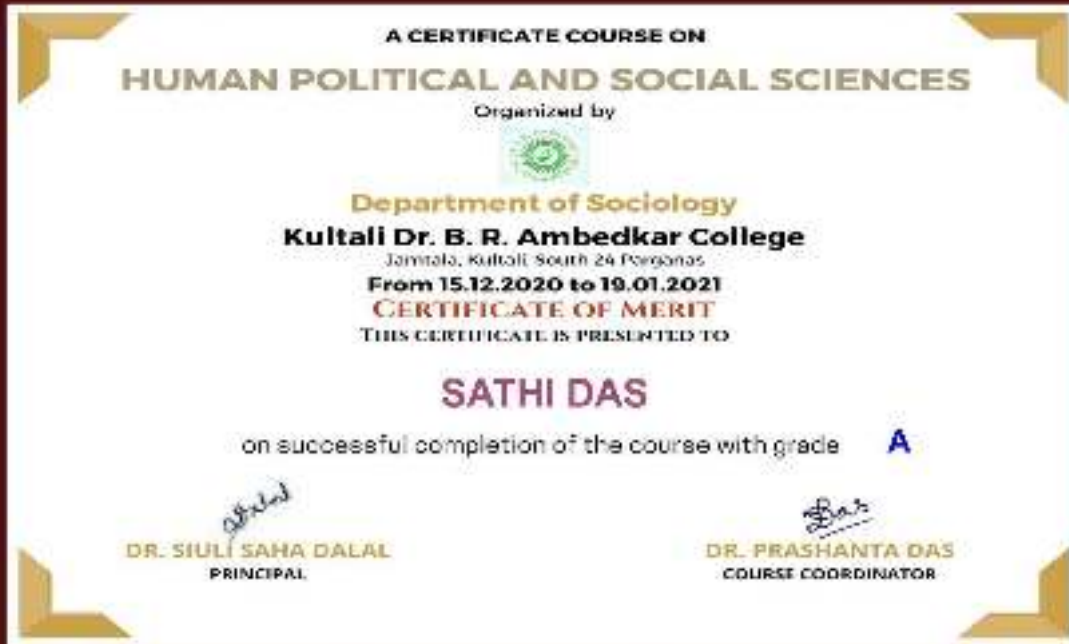 A CERTIFICATE COURSE ON
HUMAN POLITICAL AND SOCIAL SCIENCES
Organized by
Department of Sociology
Kultali Dr. B. R. Ambedkar College
Jamtala, Kultali, South 24 Parganas
From 15.12.2020 to 19.01.2021
CERTIFICATE OF MERIT
THIS CERTIFICATE IS PRESENTED TO
SATHI DAS
on successful completion of the course with grade A
DR. SIULI SAHA DALAL
PRINCIPAL
DR. PRASHANTA DAS
COURSE COORDINATOR